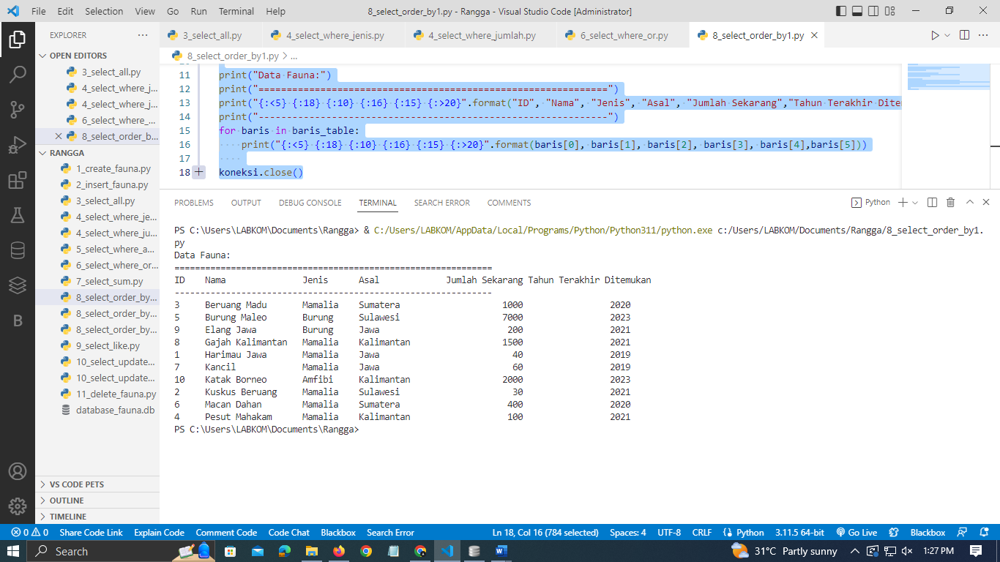 File Edit Selection View Go Run Terminal Help 8_select_order_by1.py - Rangga - Visual Studio Code [Administrator]
EXPLORER ···
3_select_all.py 4_select_where_jenis.py 4_select_where_jumlah.py 6_select_where_or.py 8_select_order_by1.py
8_select_order_by1.py > ...
OPEN EDITORS
3_select_all.py
4_select_where_j...
4_select_where_j...
6_select_where_...
8_select_order_b...
RANGGA
1_create_fauna.py
2_insert_fauna.py
3_select_all.py
4_select_where_je...
4_select_where_ju...
5_select_where_a...
6_select_where_or...
7_select_sum.py
8_select_order_by...
8_select_order_by...
8_select_order_by...
9_select_like.py
10_select_update...
10_select_update...
11_delete_fauna.py
database_fauna.db
VS CODE PETS
OUTLINE
TIMELINE
11 print("Data Fauna:")
12 print("==============================================================")
13 print("{:<5} {:18} {:10} {:16} {:15} {:>20}".format("ID", "Nama", "Jenis", "Asal", "Jumlah Sekarang","Tahun Terakhir Dite
14 print("--------------------------------------------------------------")
15 for baris in baris_table:
16 print("{:<5} {:18} {:10} {:16} {:15} {:>20}".format(baris[0], baris[1], baris[2], baris[3], baris[4],baris[5]))
17
18 koneksi.close()
PROBLEMS OUTPUT DEBUG CONSOLE TERMINAL SEARCH ERROR COMMENTS Python
PS C:\Users\LABKOM\Documents\Rangga> & C:/Users/LABKOM/AppData/Local/Programs/Python/Python311/python.exe c:/Users/LABKOM/Documents/Rangga/8_select_order_by1.
py
Data Fauna:
==============================================================
ID Nama Jenis Asal Jumlah Sekarang Tahun Terakhir Ditemukan
--------------------------------------------------------------
3 Beruang Madu Mamalia Sumatera 1000 2020
5 Burung Maleo Burung Sulawesi 7000 2023
9 Elang Jawa Burung Jawa 200 2021
8 Gajah Kalimantan Mamalia Kalimantan 1500 2021
1 Harimau Jawa Mamalia Jawa 40 2019
7 Kancil Mamalia Jawa 60 2019
10 Katak Borneo Amfibi Kalimantan 2000 2023
2 Kuskus Beruang Mamalia Sulawesi 30 2021
6 Macan Dahan Mamalia Sumatera 400 2020
4 Pesut Mahakam Mamalia Kalimantan 100 2021
PS C:\Users\LABKOM\Documents\Rangga>
0 0 Share Code Link Explain Code Comment Code Code Chat Blackbox Search Error Ln 18, Col 16 (784 selected) Spaces: 4 UTF-8 CRLF Python 3.11.5 64-bit Go Live Blackbox
Search 31°C Partly sunny 1:27 PM